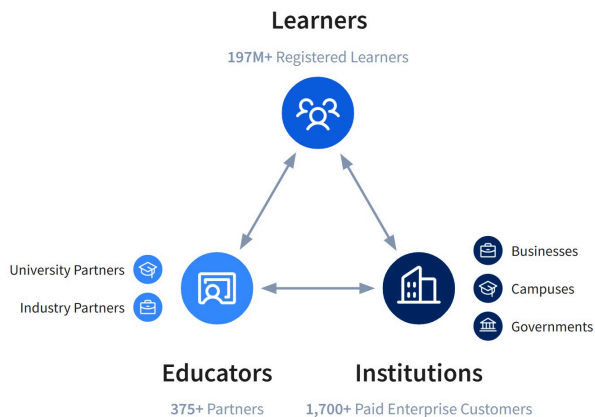 Learners
197M+ Registered Learners
University Partners
Industry Partners
Businesses
Campuses
Governments
Educators
375+ Partners
Institutions
1,700+ Paid Enterprise Customers